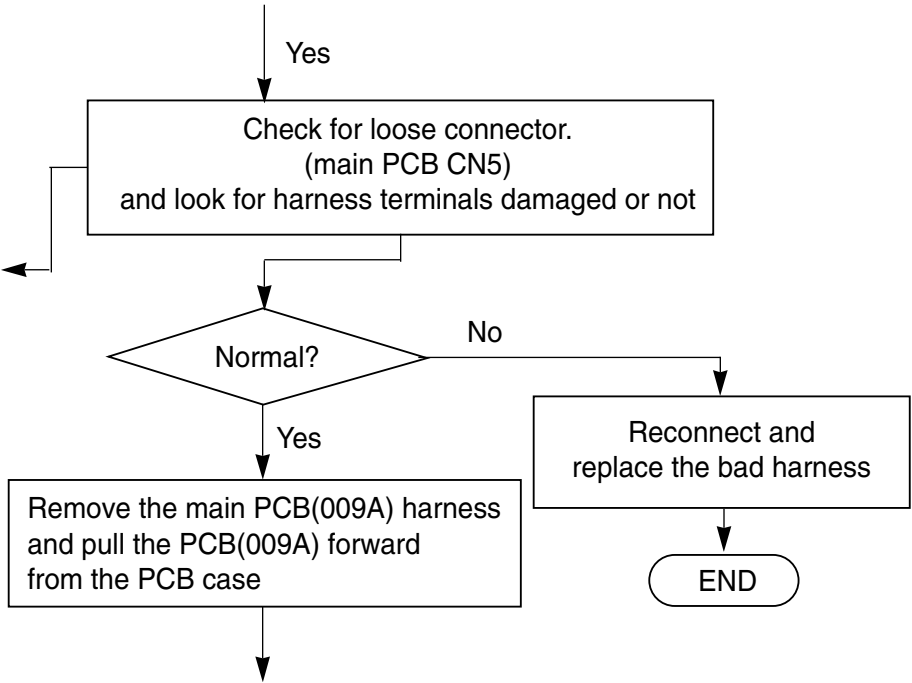 Yes
Check for loose connector.
(main PCB CN5)
and look for harness terminals damaged or not
Normal?
No
Yes
Reconnect and
replace the bad harness
Remove the main PCB(009A) harness
and pull the PCB(009A) forward
from the PCB case
END